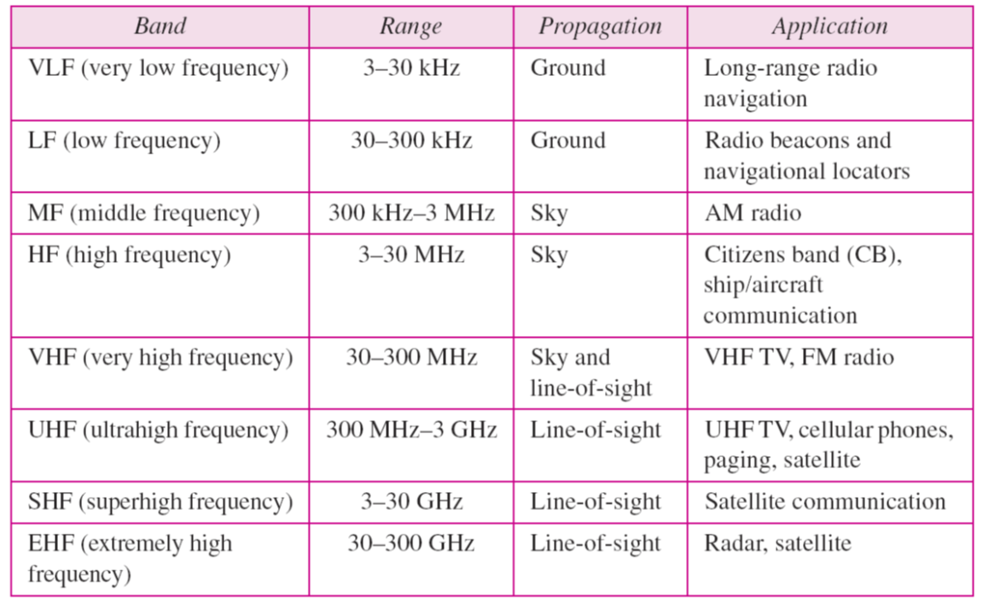 Band Range Propagation Application
VLF (very low frequency) 3–30 kHz Ground Long-range radio
navigation
LF (low frequency) 30–300 kHz Ground Radio beacons and
navigational locators
MF (middle frequency) 300 kHz–3 MHz Sky AM radio
HF (high frequency) 3–30 MHz Sky Citizens band (CB),
ship/aircraft
communication
VHF (very high frequency) 30–300 MHz Sky and VHF TV, FM radio
line-of-sight
UHF (ultrahigh frequency) 300 MHz–3 GHz Line-of-sight UHF TV, cellular phones,
paging, satellite
SHF (superhigh frequency) 3–30 GHz Line-of-sight Satellite communication
EHF (extremely high 30–300 GHz Line-of-sight Radar, satellite
frequency)